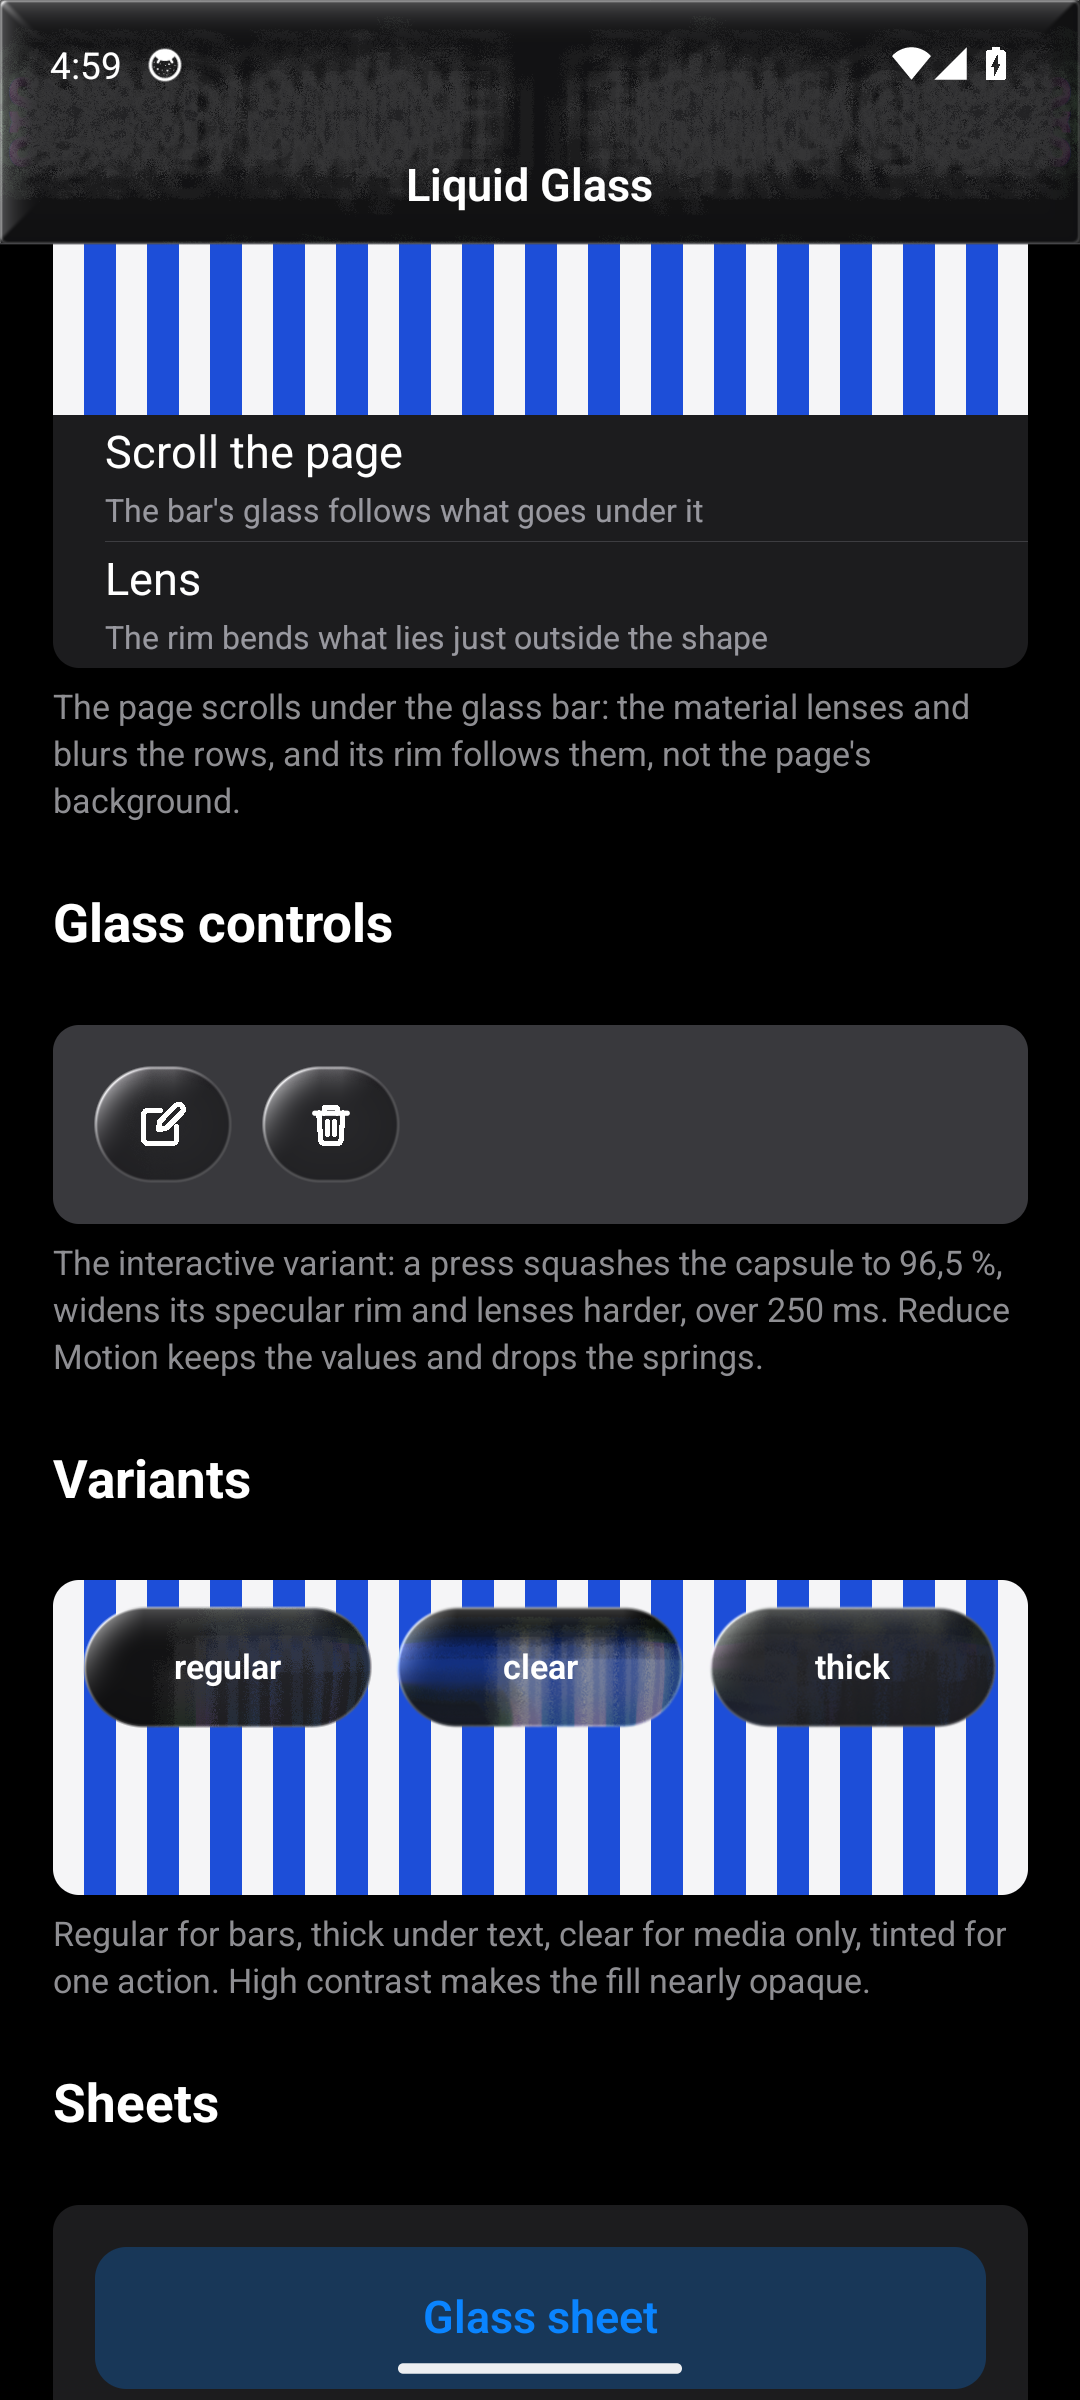 4:59
Liquid Glass
Scroll the page
The bar's glass follows what goes under it
Lens
The rim bends what lies just outside the shape
The page scrolls under the glass bar: the material lenses and
blurs the rows, and its rim follows them, not the page's
background.
Glass controls
The interactive variant: a press squashes the capsule to 96,5 %,
widens its specular rim and lenses harder, over 250 ms. Reduce
Motion keeps the values and drops the springs.
Variants
regular
clear
thick
Regular for bars, thick under text, clear for media only, tinted for
one action. High contrast makes the fill nearly opaque.
Sheets
Glass sheet